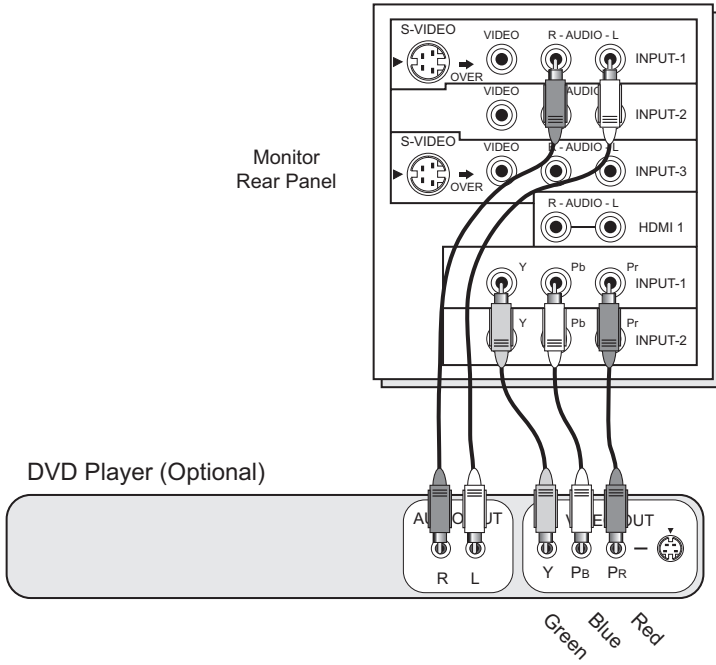 S-VIDEO VIDEO R - AUDIO - L INPUT-1
OVER
VIDEO INPUT-2
S-VIDEO VIDEO R - AUDIO - L INPUT-3
OVER
Monitor
Rear Panel
R - AUDIO - L
HDMI 1
Y Pb Pr INPUT-1
Y Pb Pr INPUT-2
DVD Player (Optional)
OUT
R L Y PB PR
Green Blue Red